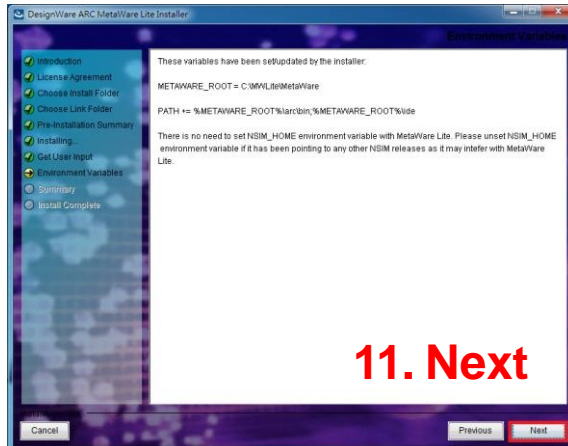 DesignWare ARC MetaWare Lite Installer
Environment Variables
Introduction
License Agreement
Choose Install Folder
Choose Link Folder
Pre-Installation Summary
Installing...
Get User Input
Environment Variables
Summary
Install Complete
These variables have been set/updated by the installer:
METAWARE_ROOT = C:\MWLite\MetaWare
PATH += %METAWARE_ROOT%\arc\bin;%METAWARE_ROOT%\ide
There is no need to set NSIM_HOME environment variable with MetaWare Lite. Please unset NSIM_HOME
environment variable if it has been pointing to any other NSIM releases as it may intefer with MetaWare
Lite.
11. Next
Cancel
Previous
Next